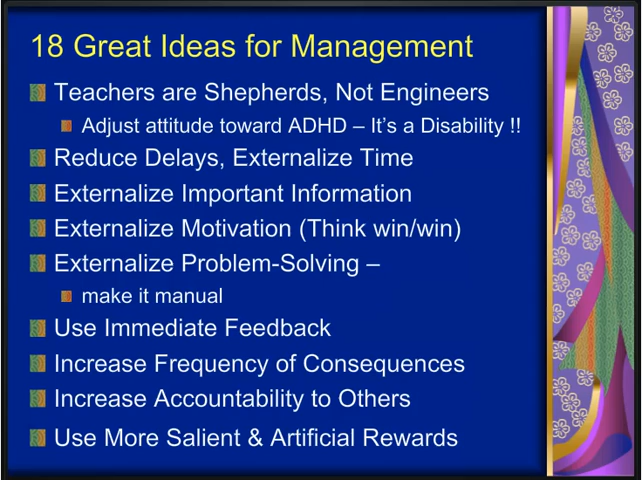 18 Great Ideas for Management
Teachers are Shepherds, Not Engineers
Adjust attitude toward ADHD – It's a Disability !!
Reduce Delays, Externalize Time
Externalize Important Information
Externalize Motivation (Think win/win)
Externalize Problem-Solving –
make it manual
Use Immediate Feedback
Increase Frequency of Consequences
Increase Accountability to Others
Use More Salient & Artificial Rewards